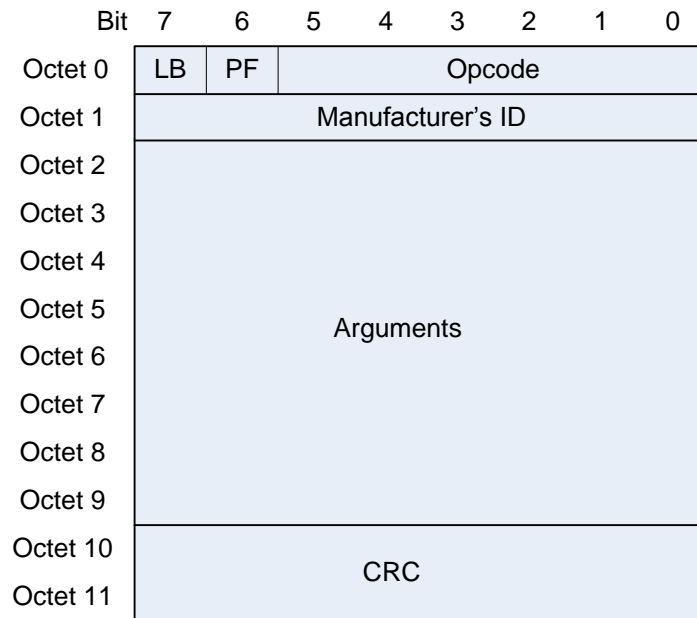 Bit 7 6 5 4 3 2 1 0
Octet 0 LB PF Opcode
Octet 1 Manufacturer’s ID
Octet 2
Octet 3
Octet 4
Octet 5
Arguments
Octet 6
Octet 7
Octet 8
Octet 9
Octet 10
CRC
Octet 11